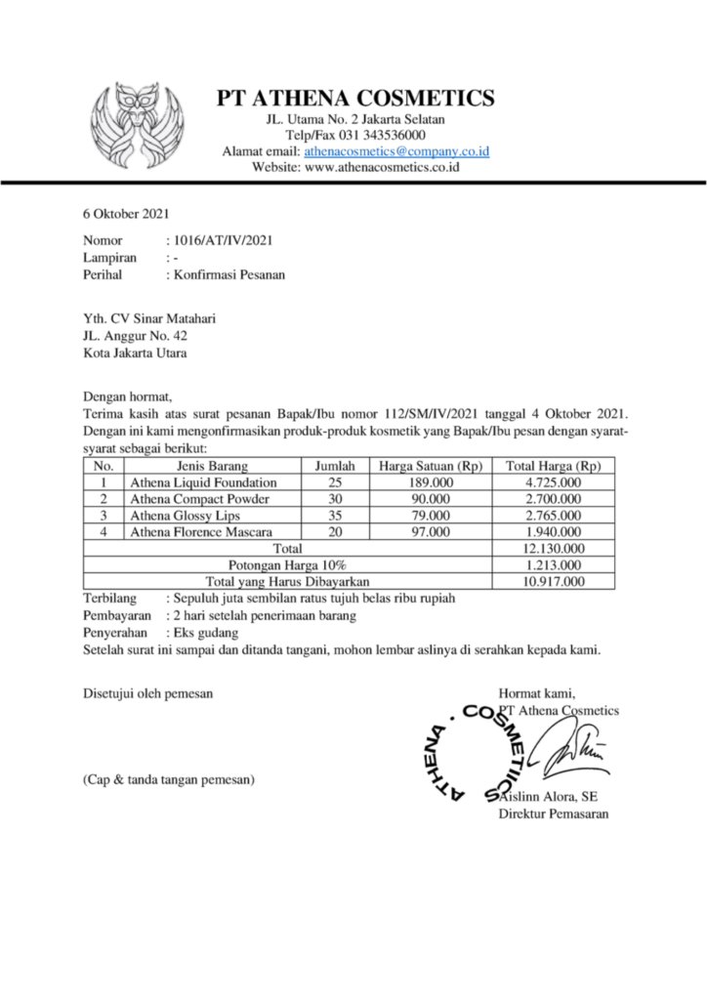 PT ATHENA COSMETICS
JL. Utama No. 2 Jakarta Selatan
Telp/Fax 031 343536000
Alamat email: athenacosmetics@company.co.id
Website: www.athenacosmetics.co.id
6 Oktober 2021
Nomor : 1016/AT/IV/2021
Lampiran : -
Perihal : Konfirmasi Pesanan
Yth. CV Sinar Matahari
JL. Anggur No. 42
Kota Jakarta Utara
Dengan hormat,
Terima kasih atas surat pesanan Bapak/Ibu nomor 112/SM/IV/2021 tanggal 4 Oktober 2021.
Dengan ini kami mengonfirmasikan produk-produk kosmetik yang Bapak/Ibu pesan dengan syarat-
syarat sebagai berikut:
No. Jenis Barang Jumlah Harga Satuan (Rp) Total Harga (Rp)
1 Athena Liquid Foundation 25 189.000 4.725.000
2 Athena Compact Powder 30 90.000 2.700.000
3 Athena Glossy Lips 35 79.000 2.765.000
4 Athena Florence Mascara 20 97.000 1.940.000
Total 12.130.000
Potongan Harga 10% 1.213.000
Total yang Harus Dibayarkan 10.917.000
Terbilang : Sepuluh juta sembilan ratus tujuh belas ribu rupiah
Pembayaran : 2 hari setelah penerimaan barang
Penyerahan : Eks gudang
Setelah surat ini sampai dan ditanda tangani, mohon lembar aslinya di serahkan kepada kami.
Disetujui oleh pemesan Hormat kami,
PT Athena Cosmetics
ATHENA . COSMETICS
(Cap & tanda tangan pemesan)
Aislinn Alora, SE
Direktur Pemasaran